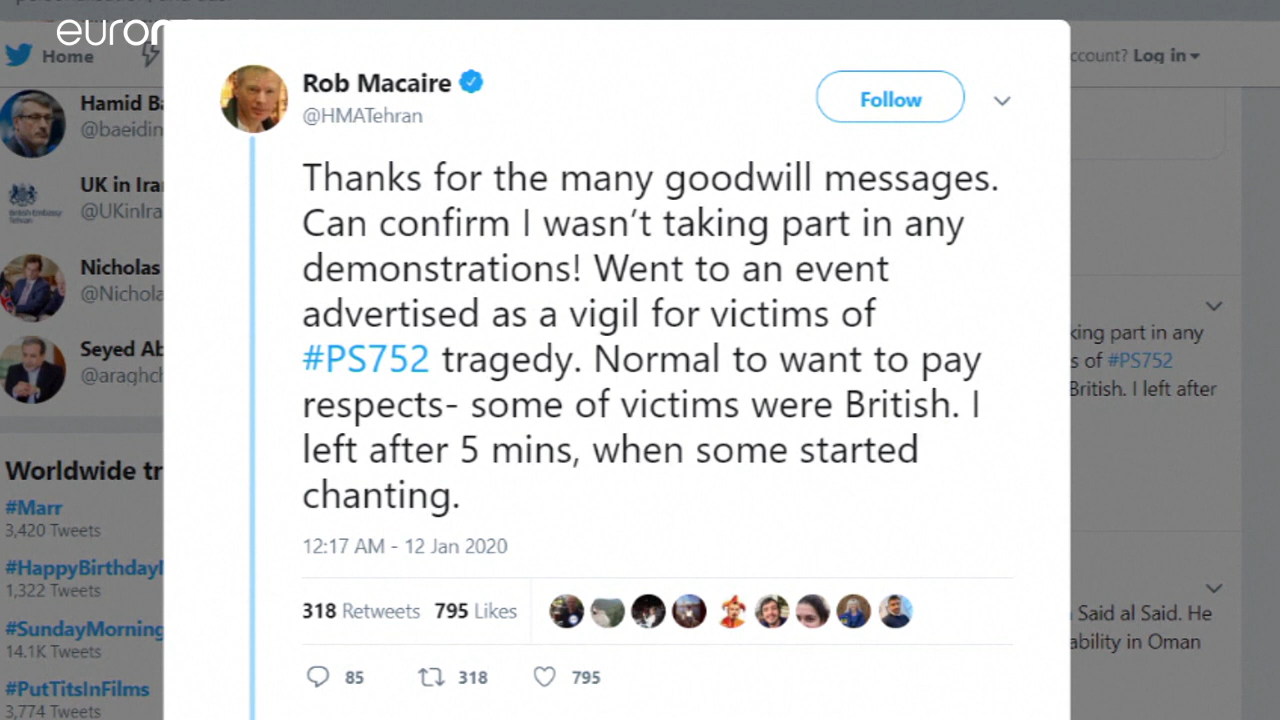 euron
Home
ccount? Log in
Hamid Ba
@baeidin
UK in Ira
@UKinIra
British Embassy
Tehran
Nicholas
@Nichola
Seyed Ab
@araghch
Worldwide tr
#Marr
3,420 Tweets
#HappyBirthday
1,322 Tweets
#SundayMorning
14.1K Tweets
#PutTitsInFilms
3,774 Tweets
Rob Macaire
@HMATehran
Follow
Thanks for the many goodwill messages.
Can confirm I wasn't taking part in any
demonstrations! Went to an event
advertised as a vigil for victims of
#PS752 tragedy. Normal to want to pay
respects- some of victims were British. I
left after 5 mins, when some started
chanting.
12:17 AM - 12 Jan 2020
318 Retweets 795 Likes
85 318 795
king part in any
s of #PS752
British. I left after
Said al Said. He
ability in Oman